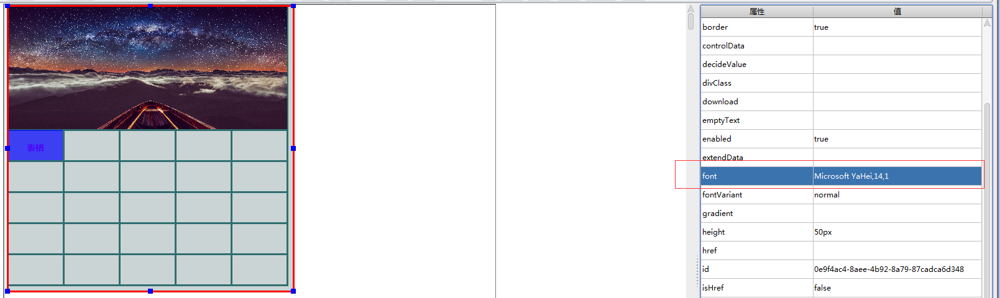 表格
属性 值
border true
controlData
decideValue
divClass
download
emptyText
enabled true
extendData
font Microsoft YaHei,14,1
fontVariant normal
gradient
height 50px
href
id 0e9f4ac4-8aee-4b92-8a79-87cadca6d348
isHref false